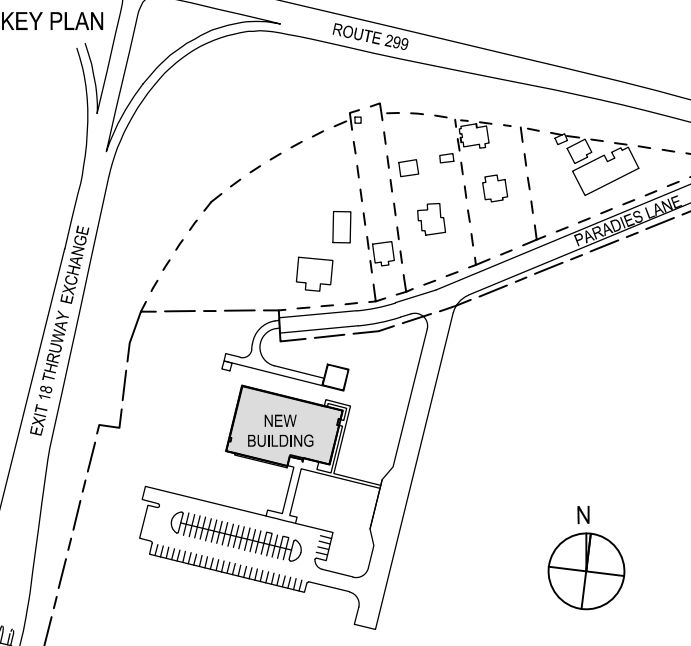 KEY PLAN
ROUTE 299
PARADIES LANE
EXIT 18 THRUWAY EXCHANGE
NEW
BUILDING
N